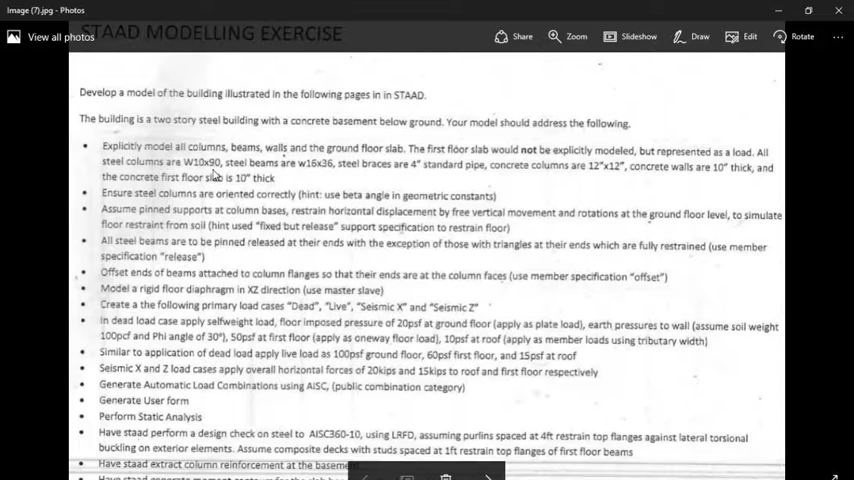 Image (7).jpg - Photos
View all photos
Share
Zoom
Slideshow
Draw
Edit
Rotate
STAAD MODELLING EXERCISE
Develop a model of the building illustrated in the following pages in in STAAD.
The building is a two story steel building with a concrete basement below ground. Your model should address the following.
Explicitly model all columns, beams, walls and the ground floor slab. The first floor slab would not be explicitly modeled, but represented as a load. All
steel columns are W10x90, steel beams are w16x36, steel braces are 4" standard pipe, concrete columns are 12"x12", concrete walls are 10" thick, and
the concrete first floor slab is 10" thick
Ensure steel columns are oriented correctly (hint: use beta angle in geometric constants)
Assume pinned supports at column bases, restrain horizontal displacement by free vertical movement and rotations at the ground floor level, to simulate
floor restraint from soil (hint used "fixed but release" support specification to restrain floor)
All steel beams are to be pinned released at their ends with the exception of those with triangles at their ends which are fully restrained (use member
specification "release")
Offset ends of beams attached to column flanges so that their ends are at the column faces (use member specification "offset")
Model a rigid floor diaphragm in XZ direction (use master slave)
Create a the following primary load cases "Dead", "Live", "Seismic X" and "Seismic Z"
In dead load case apply selfweight load, floor imposed pressure of 20psf at ground floor (apply as plate load), earth pressures to wall (assume soil weight
100pcf and Phi angle of 30°), 50psf at first floor (apply as oneway floor load), 10psf at roof (apply as member loads using tributary width)
Similar to application of dead load apply live load as 100psf ground floor, 60psf first floor, and 15psf at roof
Seismic X and Z load cases apply overall horizontal forces of 20kips and 15kips to roof and first floor respectively
Generate Automatic Load Combinations using AISC, (public combination category)
Generate User form
Perform Static Analysis
Have staad perform a design check on steel to AISC360-10, using LRFD, assuming purlins spaced at 4ft restrain top flanges against lateral torsional
buckling on exterior elements. Assume composite decks with studs spaced at 1ft restrain top flanges of first floor beams
Have staad extract column reinforcement at the basement